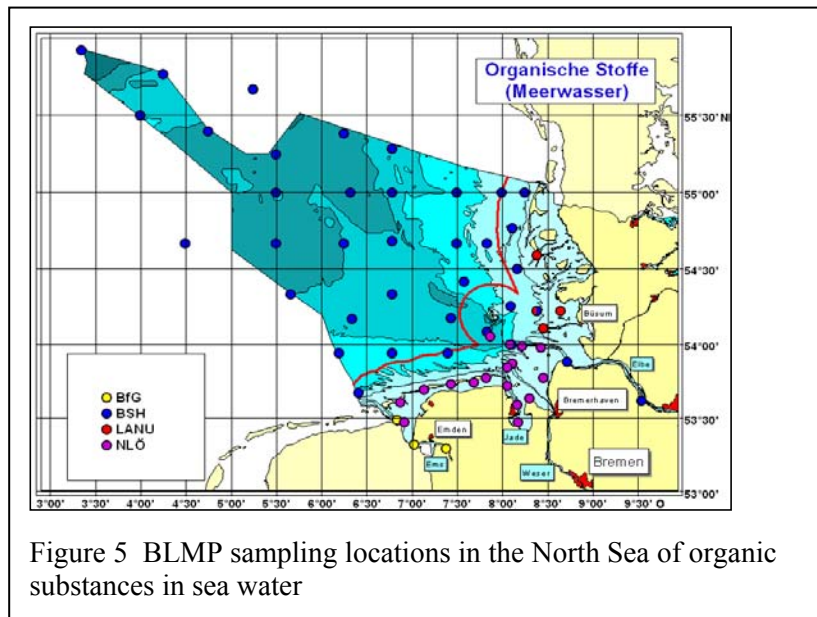 Organische Stoffe
(Meerwasser)
55°30' N
55°00'
54°30'
54°00'
53°30'
53°00'
Büsum
Elbe
Bremerhaven
Emden
Jade
Ems
Weser
Bremen
BfG
BSH
LANU
NLÖ
3°00' 3°30' 4°00' 4°30' 5°00' 5°30' 6°00' 6°30' 7°00' 7°30' 8°00' 8°30' 9°00' 9°30' O
Figure 5 BLMP sampling locations in the North Sea of organic
substances in sea water